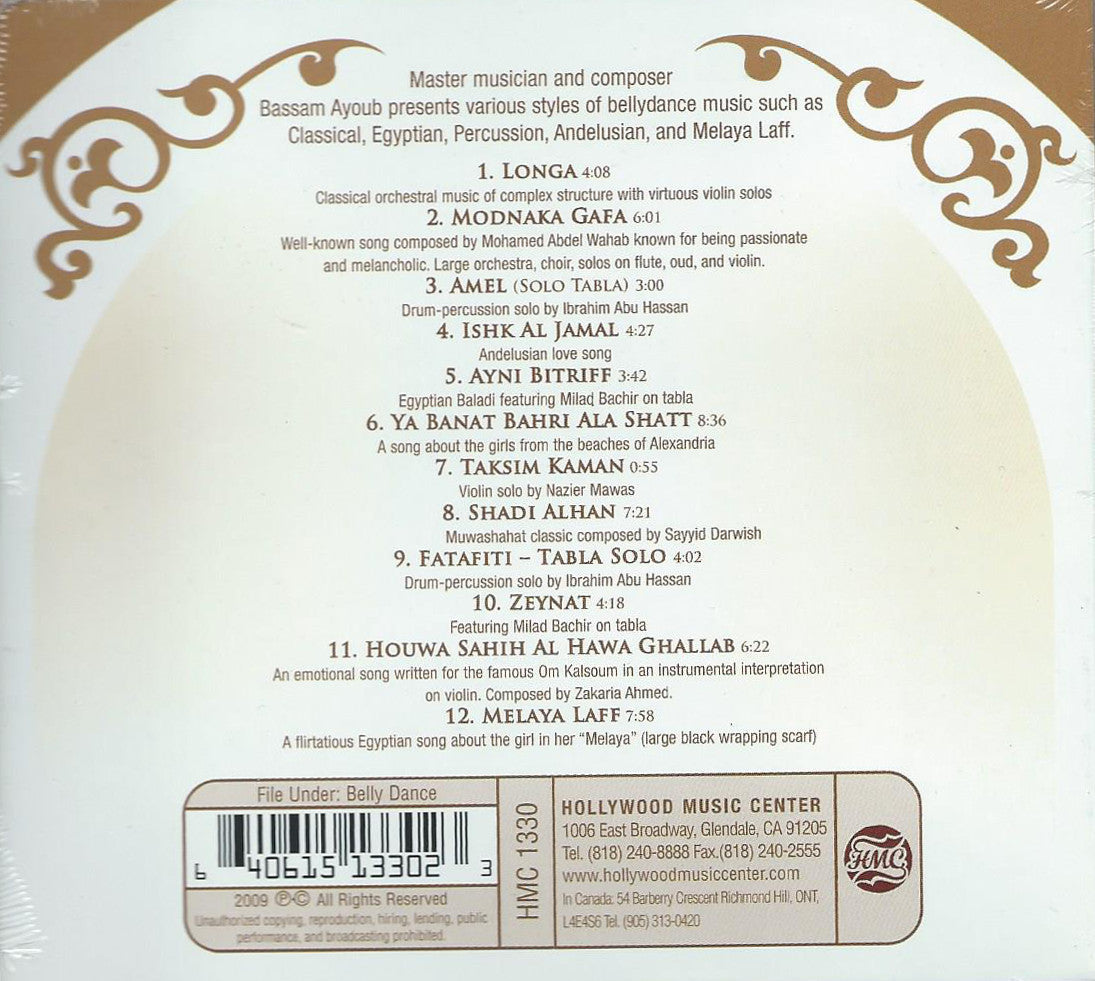 Master musician and composer
Bassam Ayoub presents various styles of bellydance music such as
Classical, Egyptian, Percussion, Andelusian, and Melaya Laff.
1. LONGA 4:08
Classical orchestral music of complex structure with virtuous violin solos
2. MODNAKA GAFA 6:01
Well-known song composed by Mohamed Abdel Wahab known for being passionate
and melancholic. Large orchestra, choir, solos on flute, oud, and violin.
3. AMEL (SOLO TABLA) 3:00
Drum-percussion solo by Ibrahim Abu Hassan
4. ISHK AL JAMAL 4:27
Andelusian love song
5. AYNI BITRIFF 3:42
Egyptian Baladi featuring Milad Bachir on tabla
6. YA BANAT BAHRI ALA SHATT 8:36
A song about the girls from the beaches of Alexandria
7. TAKSIM KAMAN 0:55
Violin solo by Nazier Mawas
8. SHADI ALHAN 7:21
Muwashahat classic composed by Sayyid Darwish
9. FATAFITI – TABLA SOLO 4:02
Drum-percussion solo by Ibrahim Abu Hassan
10. ZEYNAT 4:18
Featuring Milad Bachir on tabla
11. HOUWA SAHIH AL HAWA GHALLAB 6:22
An emotional song written for the famous Om Kalsoum in an instrumental interpretation
on violin. Composed by Zakaria Ahmed.
12. MELAYA LAFF 7:58
A flirtatious Egyptian song about the girl in her “Melaya” (large black wrapping scarf)
File Under: Belly Dance
6 40615 13302 3
2009 ℗© All Rights Reserved
Unauthorized copying, reproduction, hiring, lending, public
performance, and broadcasting prohibited.
HMC 1330
HOLLYWOOD MUSIC CENTER
1006 East Broadway, Glendale, CA 91205
Tel. (818) 240-8888 Fax.(818) 240-2555
www.hollywoodmusiccenter.com
In Canada: 54 Barberry Crescent Richmond Hill, ONT,
L4E4S6 Tel. (905) 313-0420
HMC